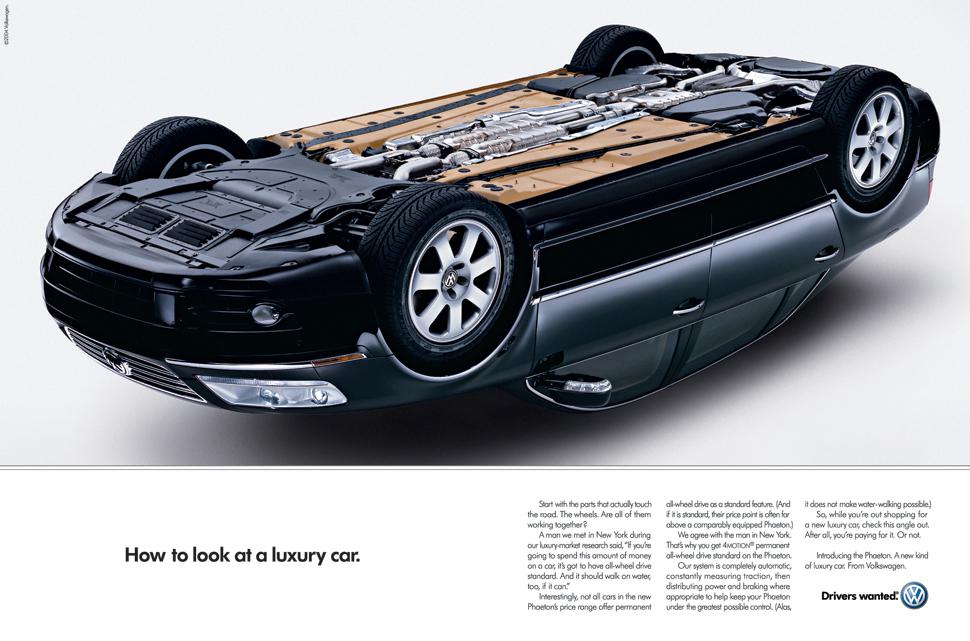 ©2004 Volkswagen.
How to look at a luxury car.
Start with the parts that actually touch
the road. The wheels. Are all of them
working together?
A man we met in New York during
our luxury-market research said, "If you're
going to spend this amount of money
on a car, it's got to have all-wheel drive
standard. And it should walk on water,
too, if it can."
Interestingly, not all cars in the new
Phaeton's price range offer permanent
all-wheel drive as a standard feature. (And
if it is standard, their price point is often far
above a comparably equipped Phaeton.)
We agree with the man in New York.
That's why you get 4MOTION® permanent
all-wheel drive standard on the Phaeton.
Our system is completely automatic,
constantly measuring traction, then
distributing power and braking where
appropriate to help keep your Phaeton
under the greatest possible control. (Alas,
it does not make water-walking possible.)
So, while you're out shopping for
a new luxury car, check this angle out.
After all, you're paying for it. Or not.
Introducing the Phaeton. A new kind
of luxury car. From Volkswagen.
Drivers wanted.®